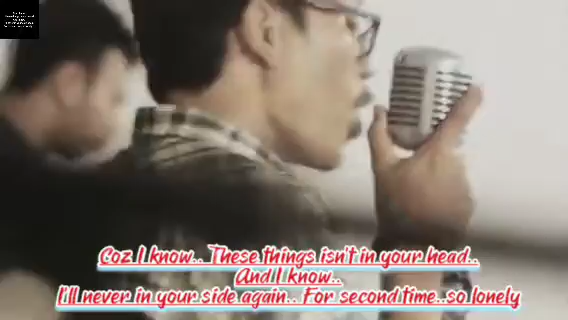 Coz I know.. These things isn't in your head..
And I know..
I'll never in your side again.. For second time..so lonely